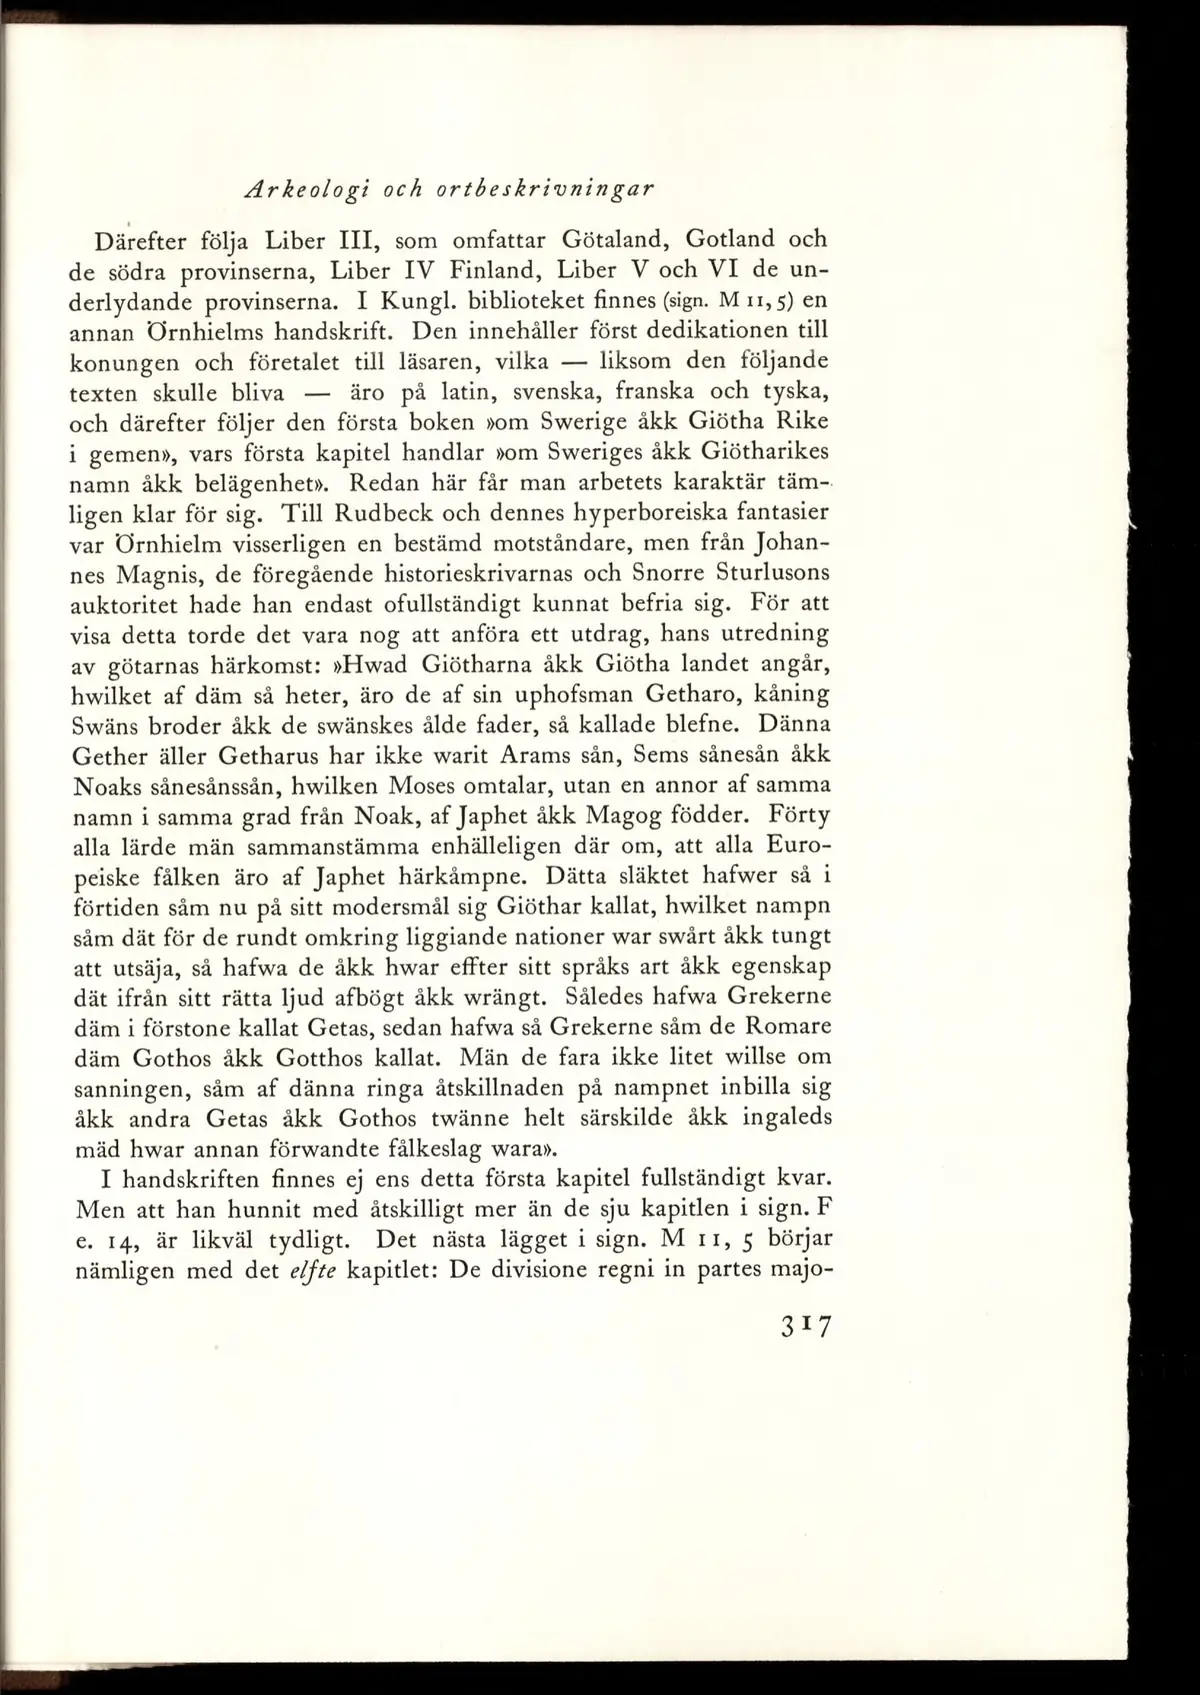 Arkeologi och ortbeskrivningar
Därefter följa Liber III, som omfattar Götaland, Gotland och
de södra provinserna, Liber IV Finland, Liber V och VI de un-
derlydande provinserna. I Kungl. biblioteket finnes (sign. M 11, 5) en
annan Örnhielms handskrift. Den innehåller först dedikationen till
konungen och företalet till läsaren, vilka — liksom den följande
texten skulle bliva — äro på latin, svenska, franska och tyska,
och därefter följer den första boken »om Swerige åkk Giötha Rike
i gemen», vars första kapitel handlar »om Sweriges åkk Giötharikes
namn åkk belägenhet». Redan här får man arbetets karaktär täm-
ligen klar för sig. Till Rudbeck och dennes hyperboreiska fantasier
var Örnhielm visserligen en bestämd motståndare, men från Johan-
nes Magnis, de föregående historieskrivarnas och Snorre Sturlusons
auktoritet hade han endast ofullständigt kunnat befria sig. För att
visa detta torde det vara nog att anföra ett utdrag, hans utredning
av götarnas härkomst: »Hwad Giötharna åkk Giötha landet angår,
hwilket af däm så heter, äro de af sin uphofsman Getharo, kåning
Swäns broder åkk de swänskes ålde fader, så kallade blefne. Dänna
Gether äller Getharus har ikke warit Arams sån, Sems sånesån åkk
Noaks sånesånssån, hwilken Moses omtalar, utan en annor af samma
namn i samma grad från Noak, af Japhet åkk Magog födder. Förty
alla lärde män sammanstämma enhälleligen där om, att alla Euro-
peiske fålken äro af Japhet härkåmpne. Dätta släktet hafwer så i
förtiden såm nu på sitt modersmål sig Giöthar kallat, hwilket nampn
såm dät för de rundt omkring liggiande nationer war swårt åkk tungt
att utsäja, så hafwa de åkk hwar effter sitt språks art åkk egenskap
dät ifrån sitt rätta ljud afbögt åkk wrängt. Således hafwa Grekerne
däm i förstone kallat Getas, sedan hafwa så Grekerne såm de Romare
däm Gothos åkk Gotthos kallat. Män de fara ikke litet willse om
sanningen, såm af dänna ringa åtskillnaden på nampnet inbilla sig
åkk andra Getas åkk Gothos twänne helt särskilde åkk ingaleds
mäd hwar annan förwandte fålkeslag wara».
I handskriften finnes ej ens detta första kapitel fullständigt kvar.
Men att han hunnit med åtskilligt mer än de sju kapitlen i sign. F
e. 14, är likväl tydligt. Det nästa lägget i sign. M 11, 5 börjar
nämligen med det elfte kapitlet: De divisione regni in partes majo-
317